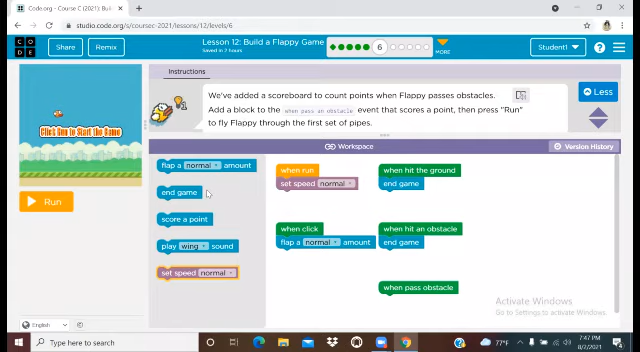 Code.org - Course C (2021): Bui
studio.code.org/s/coursec-2021/lessons/12/levels/6
C O
D E
Share
Remix
Lesson 12: Build a Flappy Game
Saved in 7 hours
6
MORE
Student1
Instructions
We've added a scoreboard to count points when Flappy passes obstacles.
Add a block to the when pass an obstacle event that scores a point, then press "Run"
to fly Flappy through the first set of pipes.
Less
Click Run to Start the Game
Run
Workspace
Version History
flap a normal amount
end game
score a point
play wing sound
set speed normal
when run
set speed normal
when click
flap a normal amount
when hit the ground
end game
when hit an obstacle
end game
when pass obstacle
Activate Windows
Go to Settings to activate Windows.
English
Type here to search
77°F
7:47 PM
8/2/2021